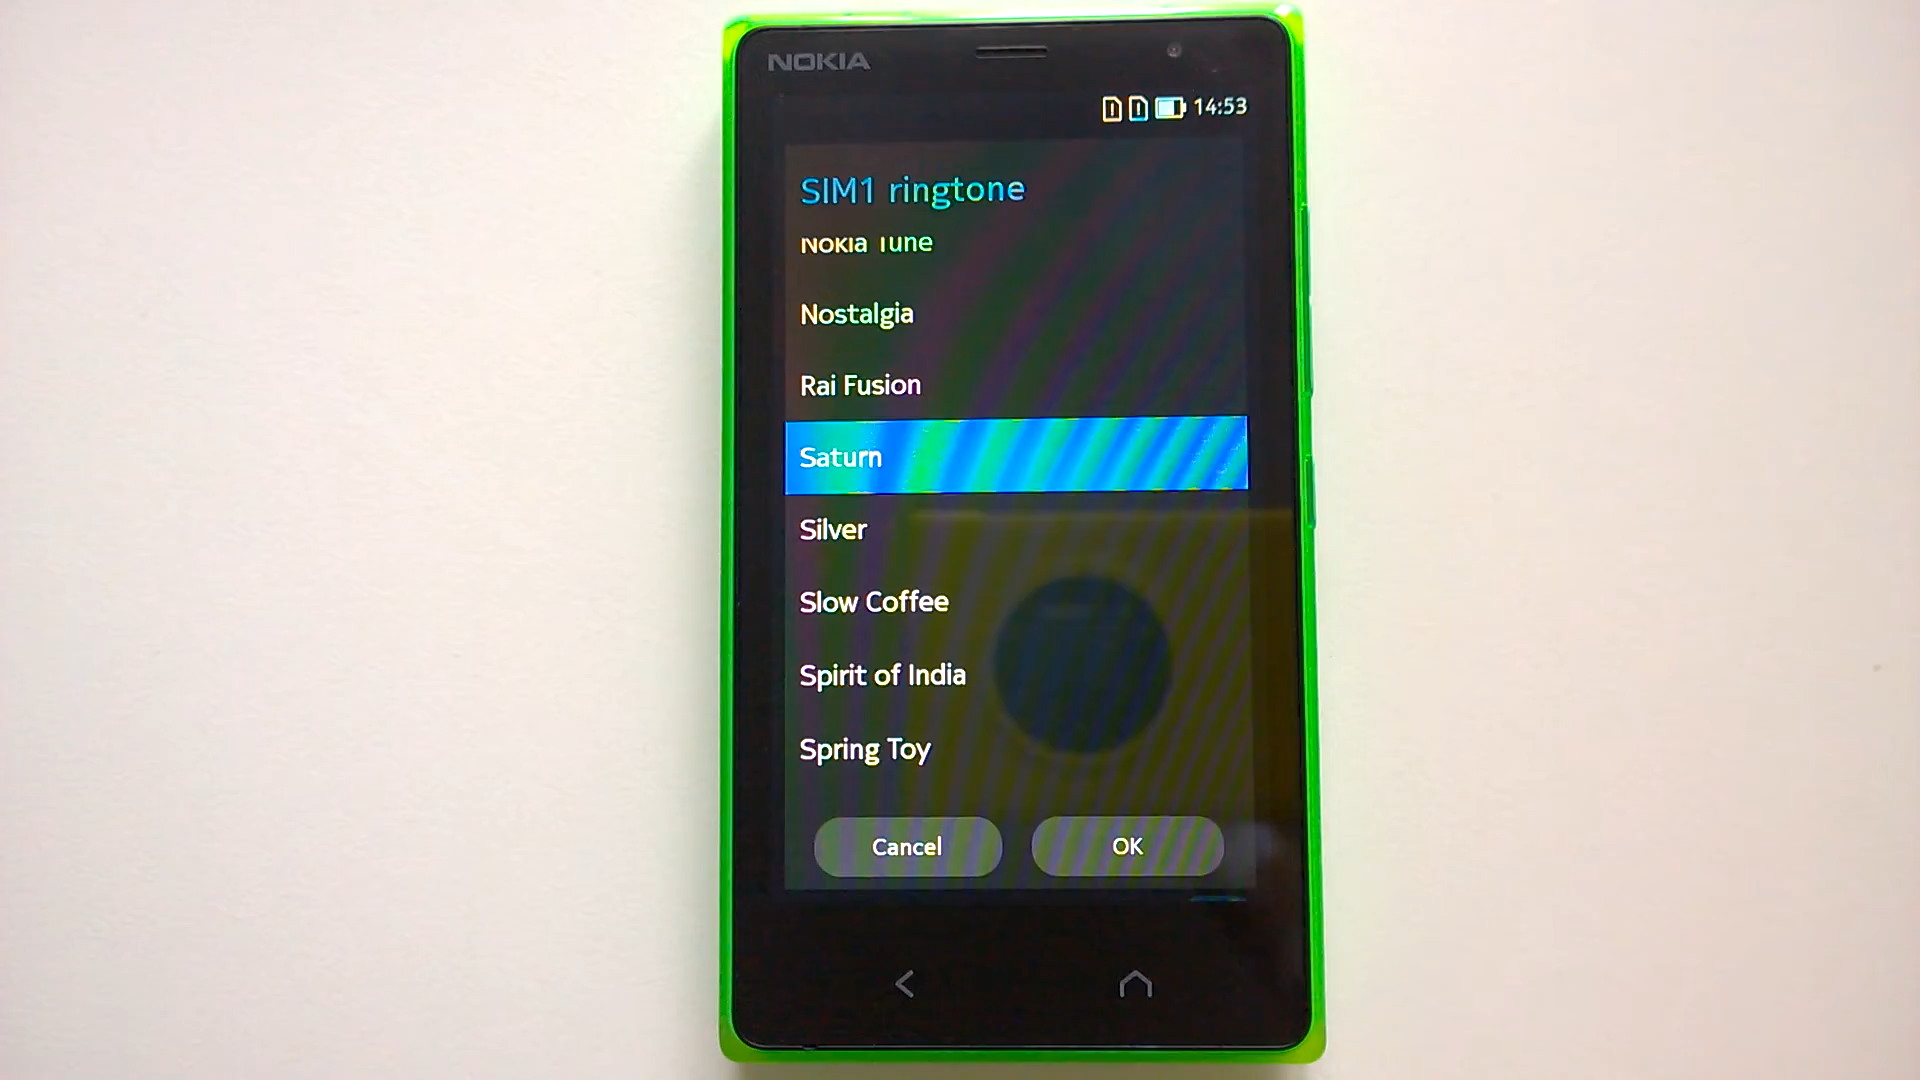 NOKIA
14:53
SIM1 ringtone
Nokia Tune
Nostalgia
Rai Fusion
Saturn
Silver
Slow Coffee
Spirit of India
Spring Toy
Cancel OK